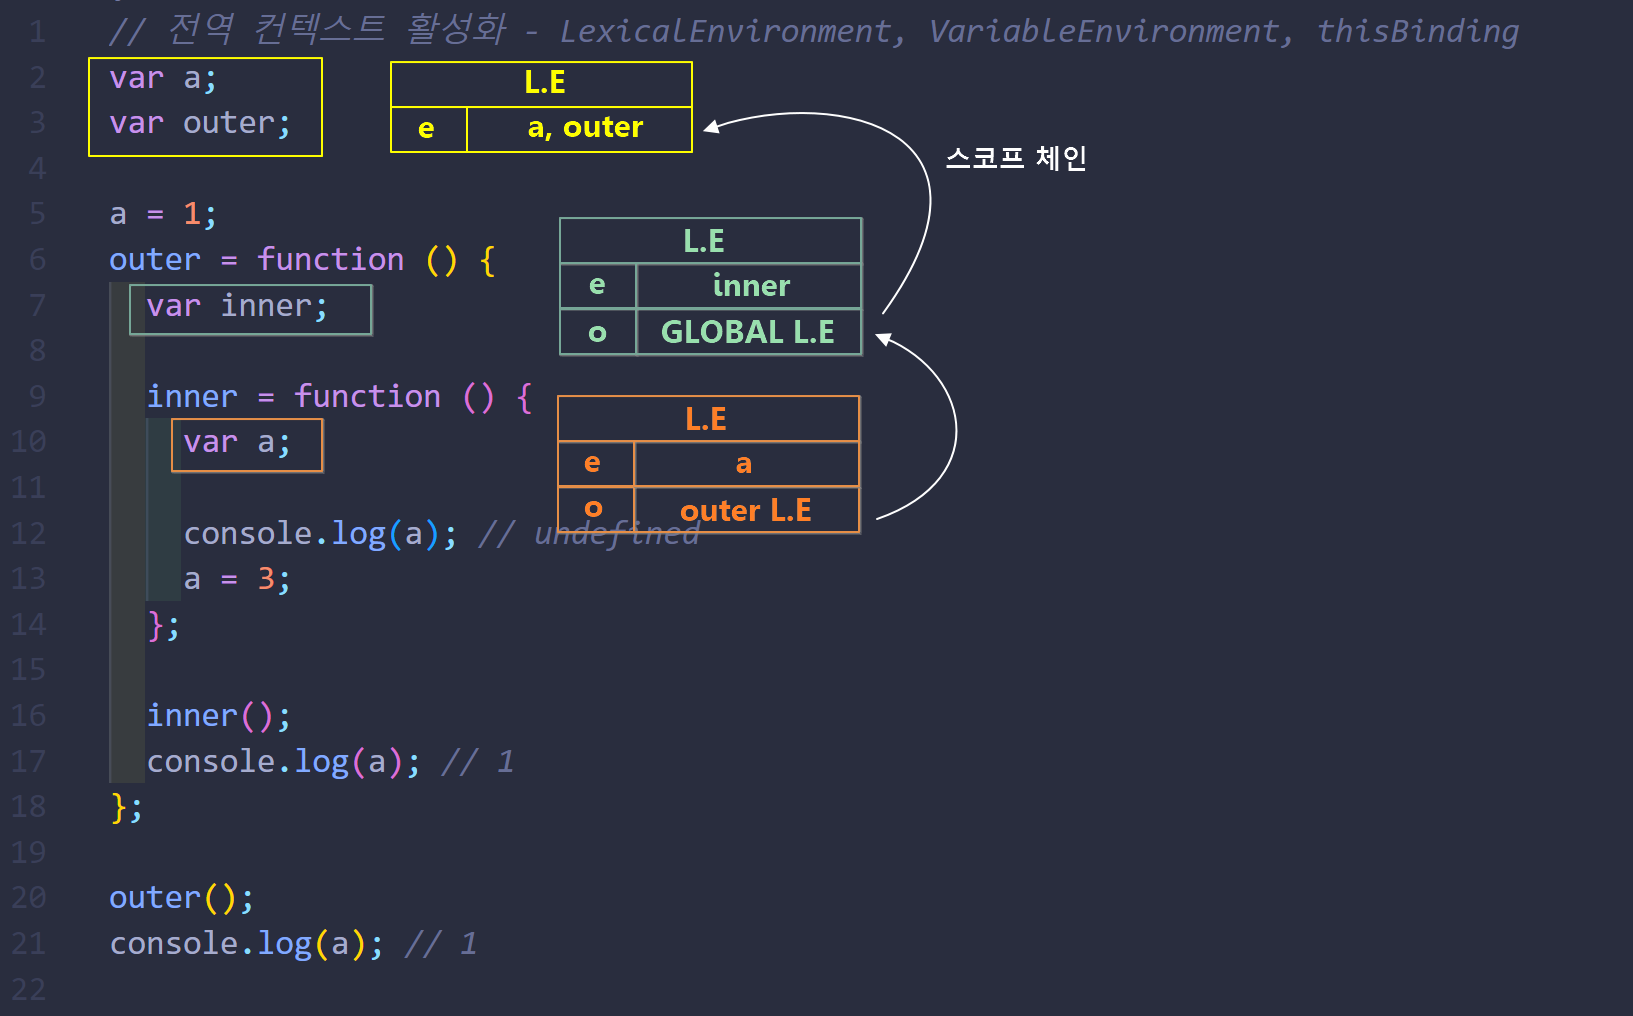 1 // 전역 컨텍스트 활성화 - LexicalEnvironment, VariableEnvironment, thisBinding
2 var a;
3 var outer;
4
5 a = 1;
6 outer = function () {
7 var inner;
8
9 inner = function () {
10 var a;
11
12 console.log(a); // undefined
13 a = 3;
14 };
15
16 inner();
17 console.log(a); // 1
18 };
19
20 outer();
21 console.log(a); // 1
22
L.E
e a, outer
스코프 체인
L.E
e inner
o GLOBAL L.E
L.E
e a
o outer L.E